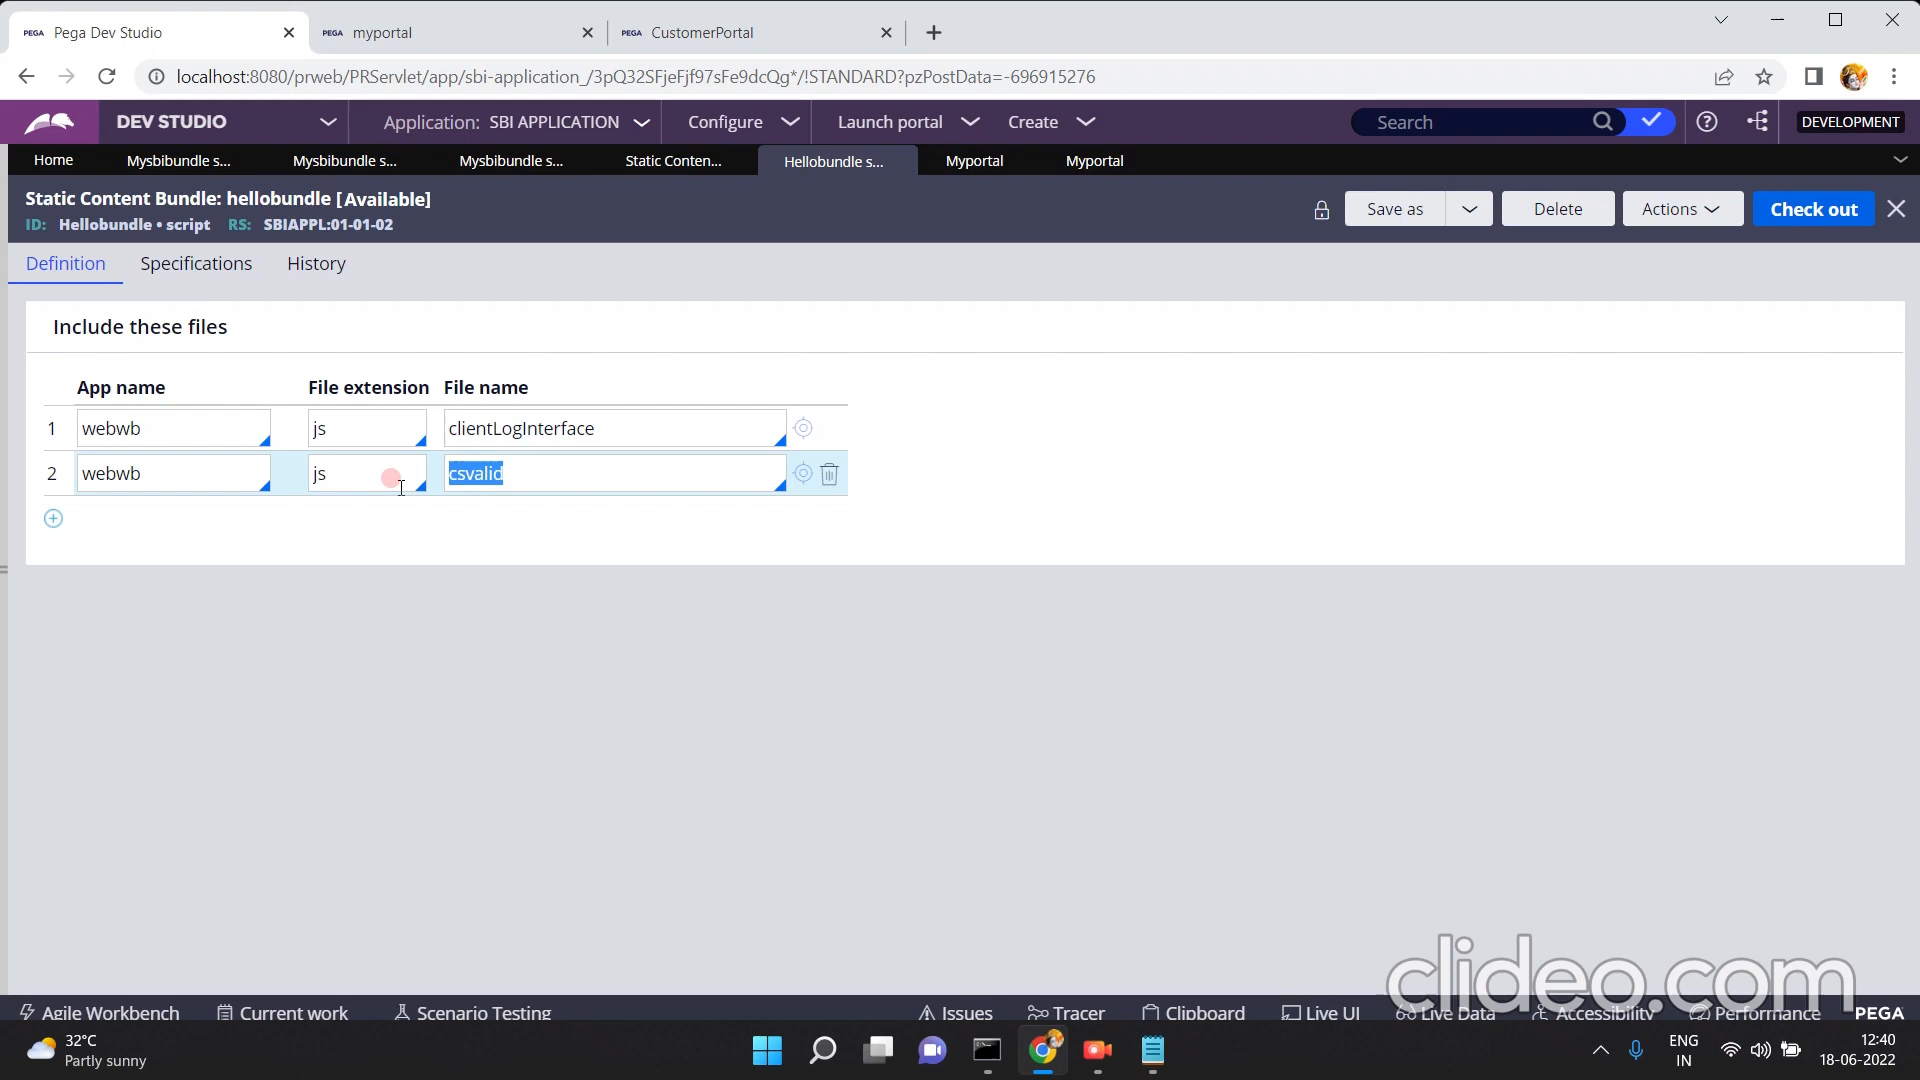 PEGA Pega Dev Studio
PEGA myportal
PEGA CustomerPortal
localhost:8080/prweb/PRServlet/app/sbi-application_/3pQ32SFjeFjf97sFe9dcQg*/!STANDARD?pzPostData=-696915276
DEV STUDIO
Application: SBI APPLICATION
Configure
Launch portal
Create
Search
DEVELOPMENT
Home
Mysbibundle s...
Mysbibundle s...
Mysbibundle s...
Static Conten...
Hellobundle s...
Myportal
Myportal
Static Content Bundle: hellobundle [Available]
ID: Hellobundle • script RS: SBIAPPL:01-01-02
Save as
Delete
Actions
Check out
Definition
Specifications
History
Include these files
App name File extension File name
1 webwb js clientLogInterface
2 webwb js csvalid
clideo.com
Agile Workbench
Current work
Scenario Testing
Issues
Tracer
Clipboard
Live UI
Live Data
Accessibility
Performance
PEGA
32°C
Partly sunny
ENG
IN
12:40
18-06-2022